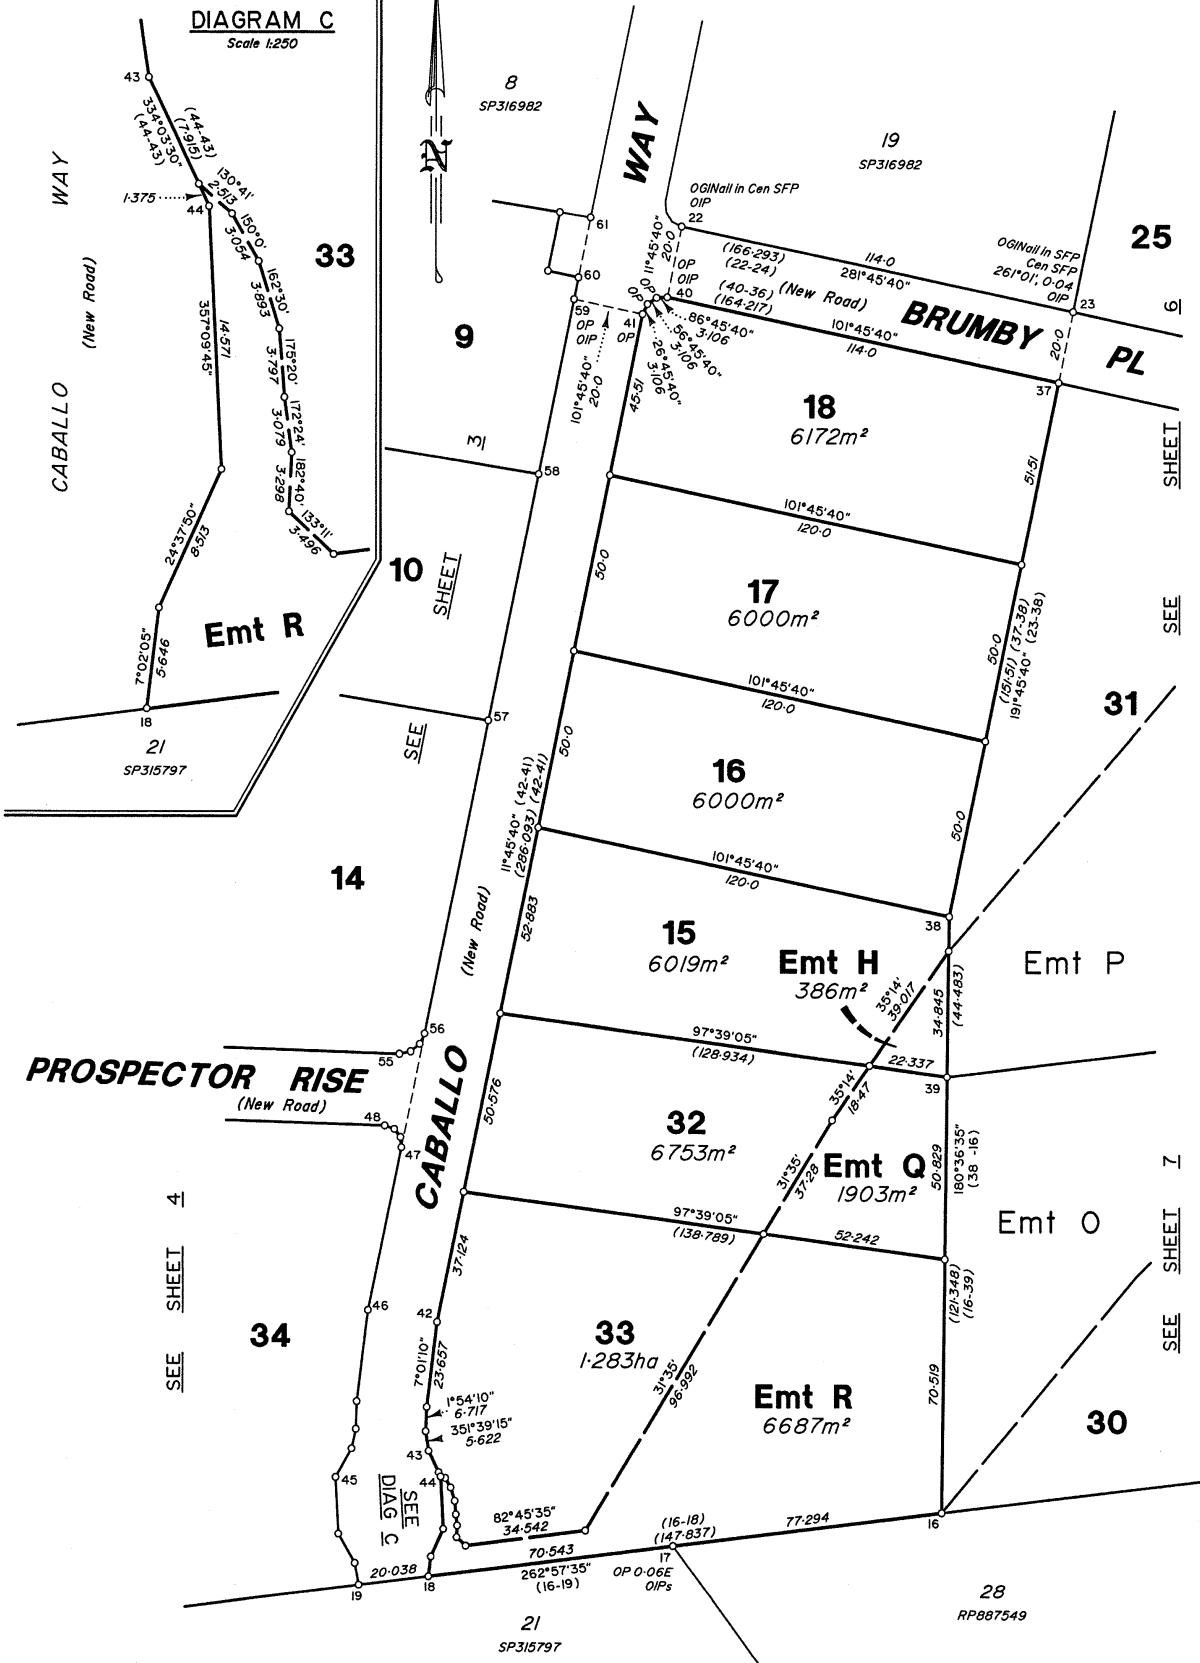 DIAGRAM C
Scale 1:250
43
334°03'30"
(44-43)
(44-43)
(7·915)
1·375
44
130°41'
2·513
150°0'
3·054
162°30'
3·893
175°20'
3·797
172°24'
3·079
182°40'
3·298
133°11'
3·496
357°09'45"
14·571
24°37'50"
8·513
7°02'05"
5·646
18
21
SP315797
Emt R
33
CABALLO WAY
(New Road)
N
8
SP316982
WAY
19
SP316982
25
OGINail in Cen SFP
OIP
22
61
60
59
OP
OIP
41
OP
OP
11°45'40"
20·0
OP
OIP
40
(166·293)
(22-24)
114·0
281°45'40"
(40-36)
(164·217)
(New Road)
OGINail in SFP
Cen SFP
261°01', 0·04
OIP
23
6
BRUMBY PL
20·0
37
86°45'40"
3·106
56°45'40"
3·106
26°45'40"
3·106
101°45'40"
114·0
101°45'40"
20·0
45·51
9
3
58
18
6172m²
51·51
SHEET
101°45'40"
120·0
10
SHEET
50·0
17
6000m²
50·0
(151·51) (37-38)
191°45'40" (23-38)
SEE
101°45'40"
120·0
57
SEE
31
50·0
11°45'40" (42-41)
(286·093) (42-41)
16
6000m²
50·0
101°45'40"
120·0
14
52·883
(New Road)
15
6019m²
38
Emt H
386m²
35°14'
39·017
34·845
(44·483)
Emt P
56
55
97°39'05"
(128·934)
22·337
39
PROSPECTOR RISE
(New Road)
48
47
CABALLO
50·576
32
6753m²
35°14'
18·47
31°35'
37·28
Emt Q
1903m²
50·829
180°36'35"
(38 -16)
Emt O
4
SHEET
SEE
97°39'05"
(138·789)
52·242
7
SHEET
SEE
37·124
46
42
34
7°01'10"
23·657
33
1·283ha
31°35'
96·992
(121·348)
(16-39)
70·519
Emt R
6687m²
30
1°54'10"
6·717
351°39'15"
5·622
43
44
45
SEE
DIAG C
82°45'35"
34·542
(16-18)
(147·837)
77·294
16
17
70·543
262°57'35"
(16-19)
OP 0·06E
OIPs
20·038
19
18
21
SP315797
28
RP887549